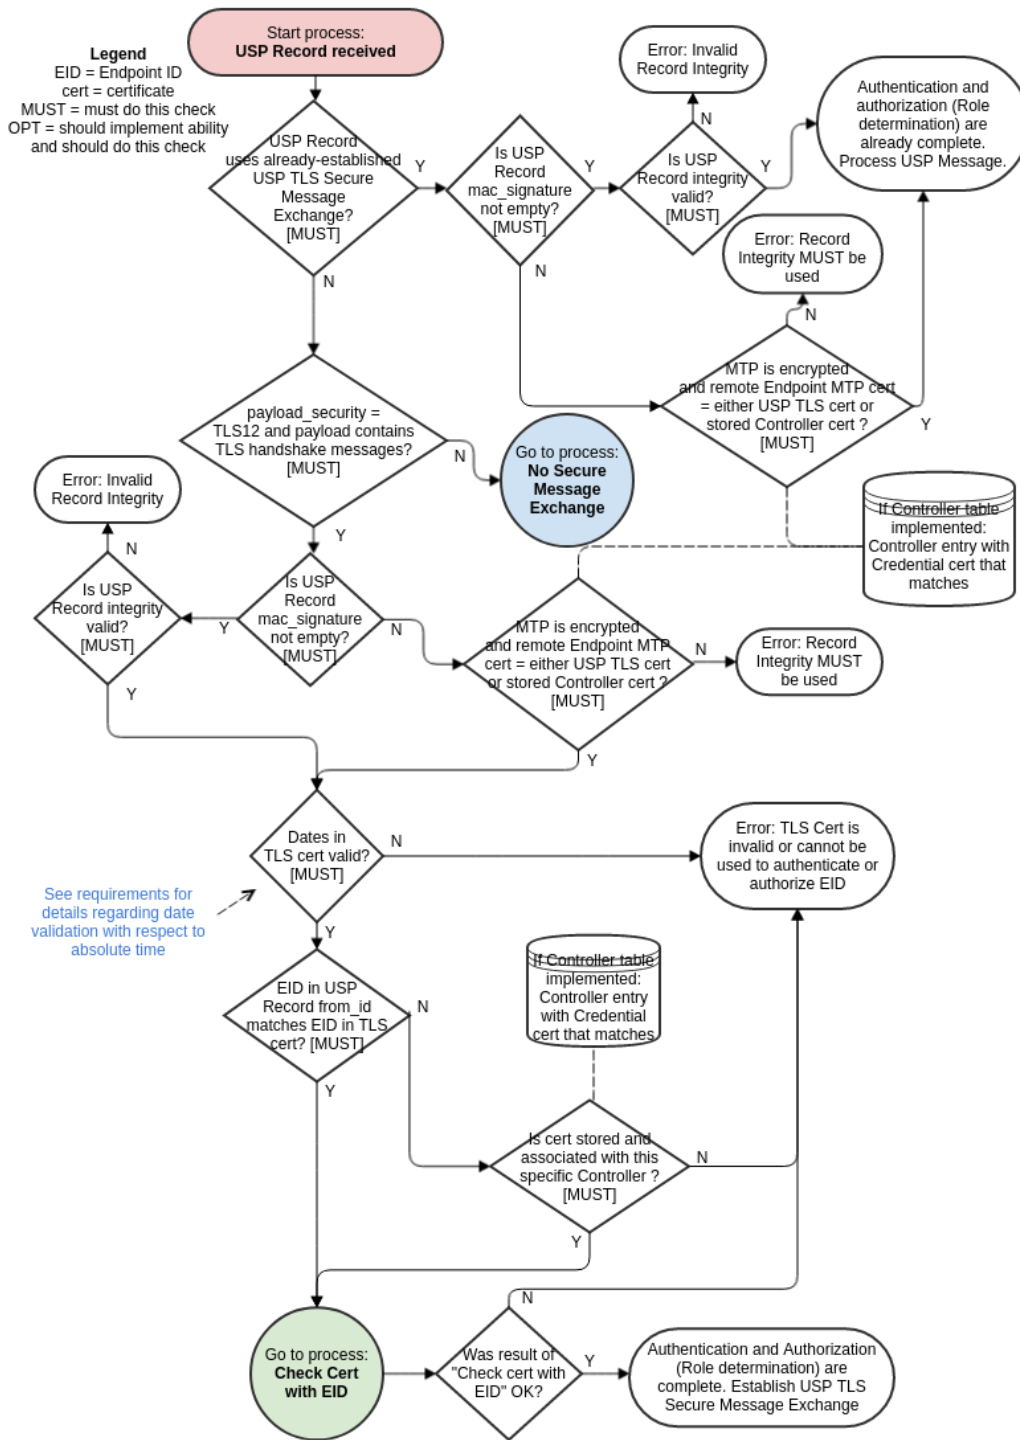 Start process:
USP Record received
Legend
EID = Endpoint ID
cert = certificate
MUST = must do this check
OPT = should implement ability
and should do this check
Error: Invalid
Record Integrity
Authentication and
authorization (Role
determination) are
already complete.
Process USP Message.
USP Record
uses already-established
USP TLS Secure
Message
Exchange?
[MUST]
Y
N
Is USP
Record
mac_signature
not empty?
[MUST]
Y
N
Is USP
Record integrity
valid?
[MUST]
N
Y
Error: Record
Integrity MUST be
used
N
MTP is encrypted
and remote Endpoint MTP cert
= either USP TLS cert or
stored Controller cert ?
[MUST]
Y
payload_security =
TLS12 and payload contains
TLS handshake messages?
[MUST]
N
Y
Go to process:
No Secure
Message
Exchange
If Controller table
implemented:
Controller entry with
Credential cert that
matches
Error: Invalid
Record Integrity
N
Is USP
Record integrity
valid?
[MUST]
Y
Is USP
Record
mac_signature
not empty?
[MUST]
Y
N
MTP is encrypted
and remote Endpoint MTP
cert = either USP TLS cert
or stored Controller cert ?
[MUST]
N
Y
Error: Record
Integrity MUST
be used
Dates in
TLS cert valid?
[MUST]
N
Y
Error: TLS Cert is
invalid or cannot be
used to authenticate or
authorize EID
See requirements for
details regarding date
validation with respect to
absolute time
EID in USP
Record from_id
matches EID in TLS
cert? [MUST]
N
Y
If Controller table
implemented:
Controller entry
with Credential
cert that matches
Is cert stored and
associated with this
specific Controller ?
[MUST]
N
Y
Go to process:
Check Cert
with EID
Was result of
"Check cert with
EID" OK?
N
Y
Authentication and Authorization
(Role determination) are
complete. Establish USP TLS
Secure Message Exchange